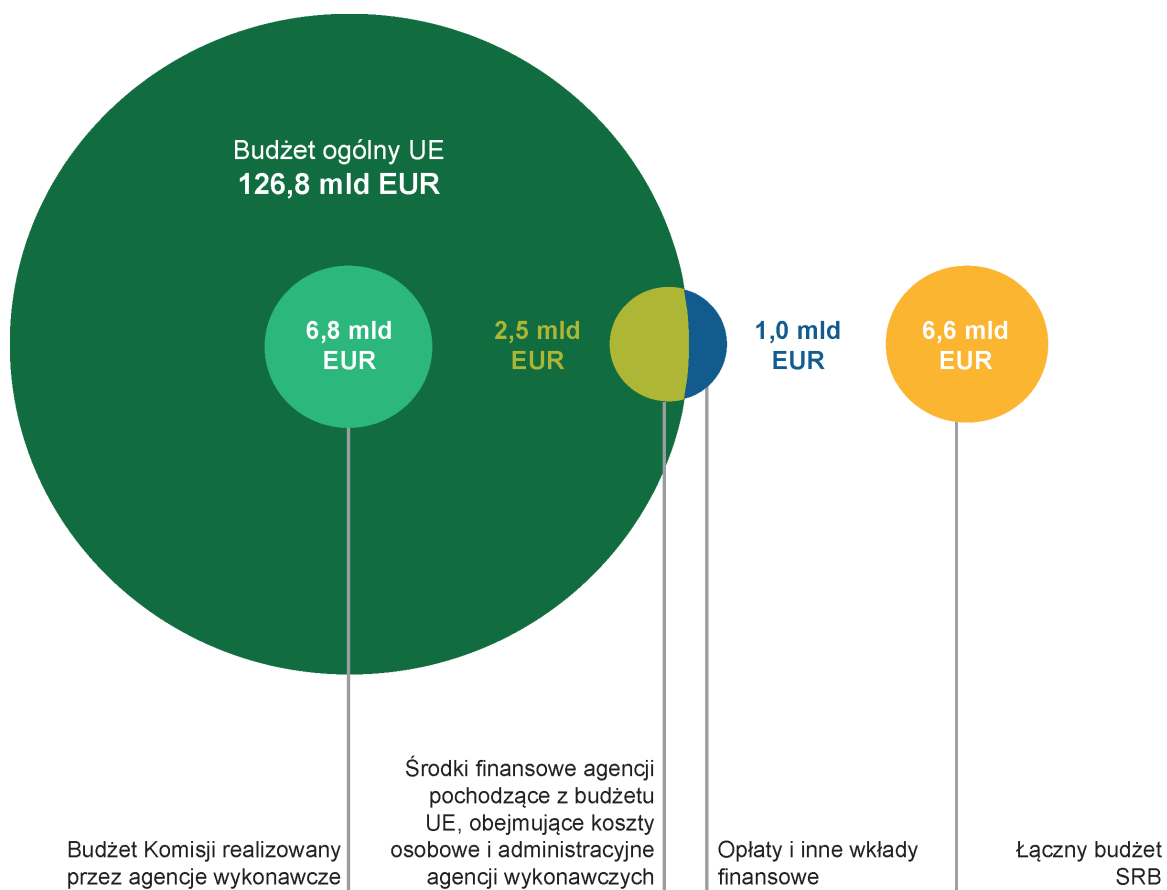 Budżet ogólny UE
126,8 mld EUR
6,8 mld
EUR
2,5 mld
EUR
1,0 mld
EUR
6,6 mld
EUR
Budżet Komisji realizowany
przez agencje wykonawcze
Środki finansowe agencji
pochodzące z budżetu
UE, obejmujące koszty
osobowe i administracyjne
agencji wykonawczych
Opłaty i inne wkłady
finansowe
Łączny budżet
SRB